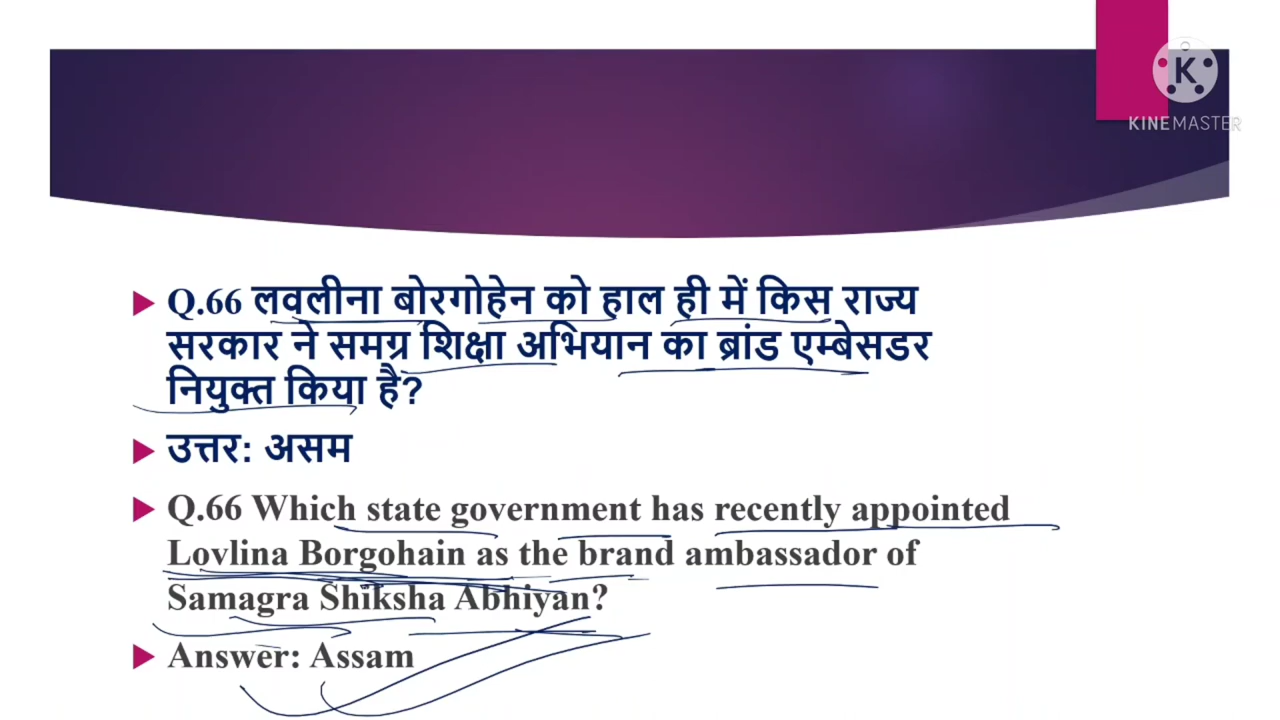 K
KINEMASTER
Q.66 लवलीना बोरगोहेन को हाल ही में किस राज्य
सरकार ने समग्र शिक्षा अभियान का ब्रांड एम्बेसडर
नियुक्त किया है?
उत्तर: असम
Q.66 Which state government has recently appointed
Lovlina Borgohain as the brand ambassador of
Samagra Shiksha Abhiyan?
Answer: Assam